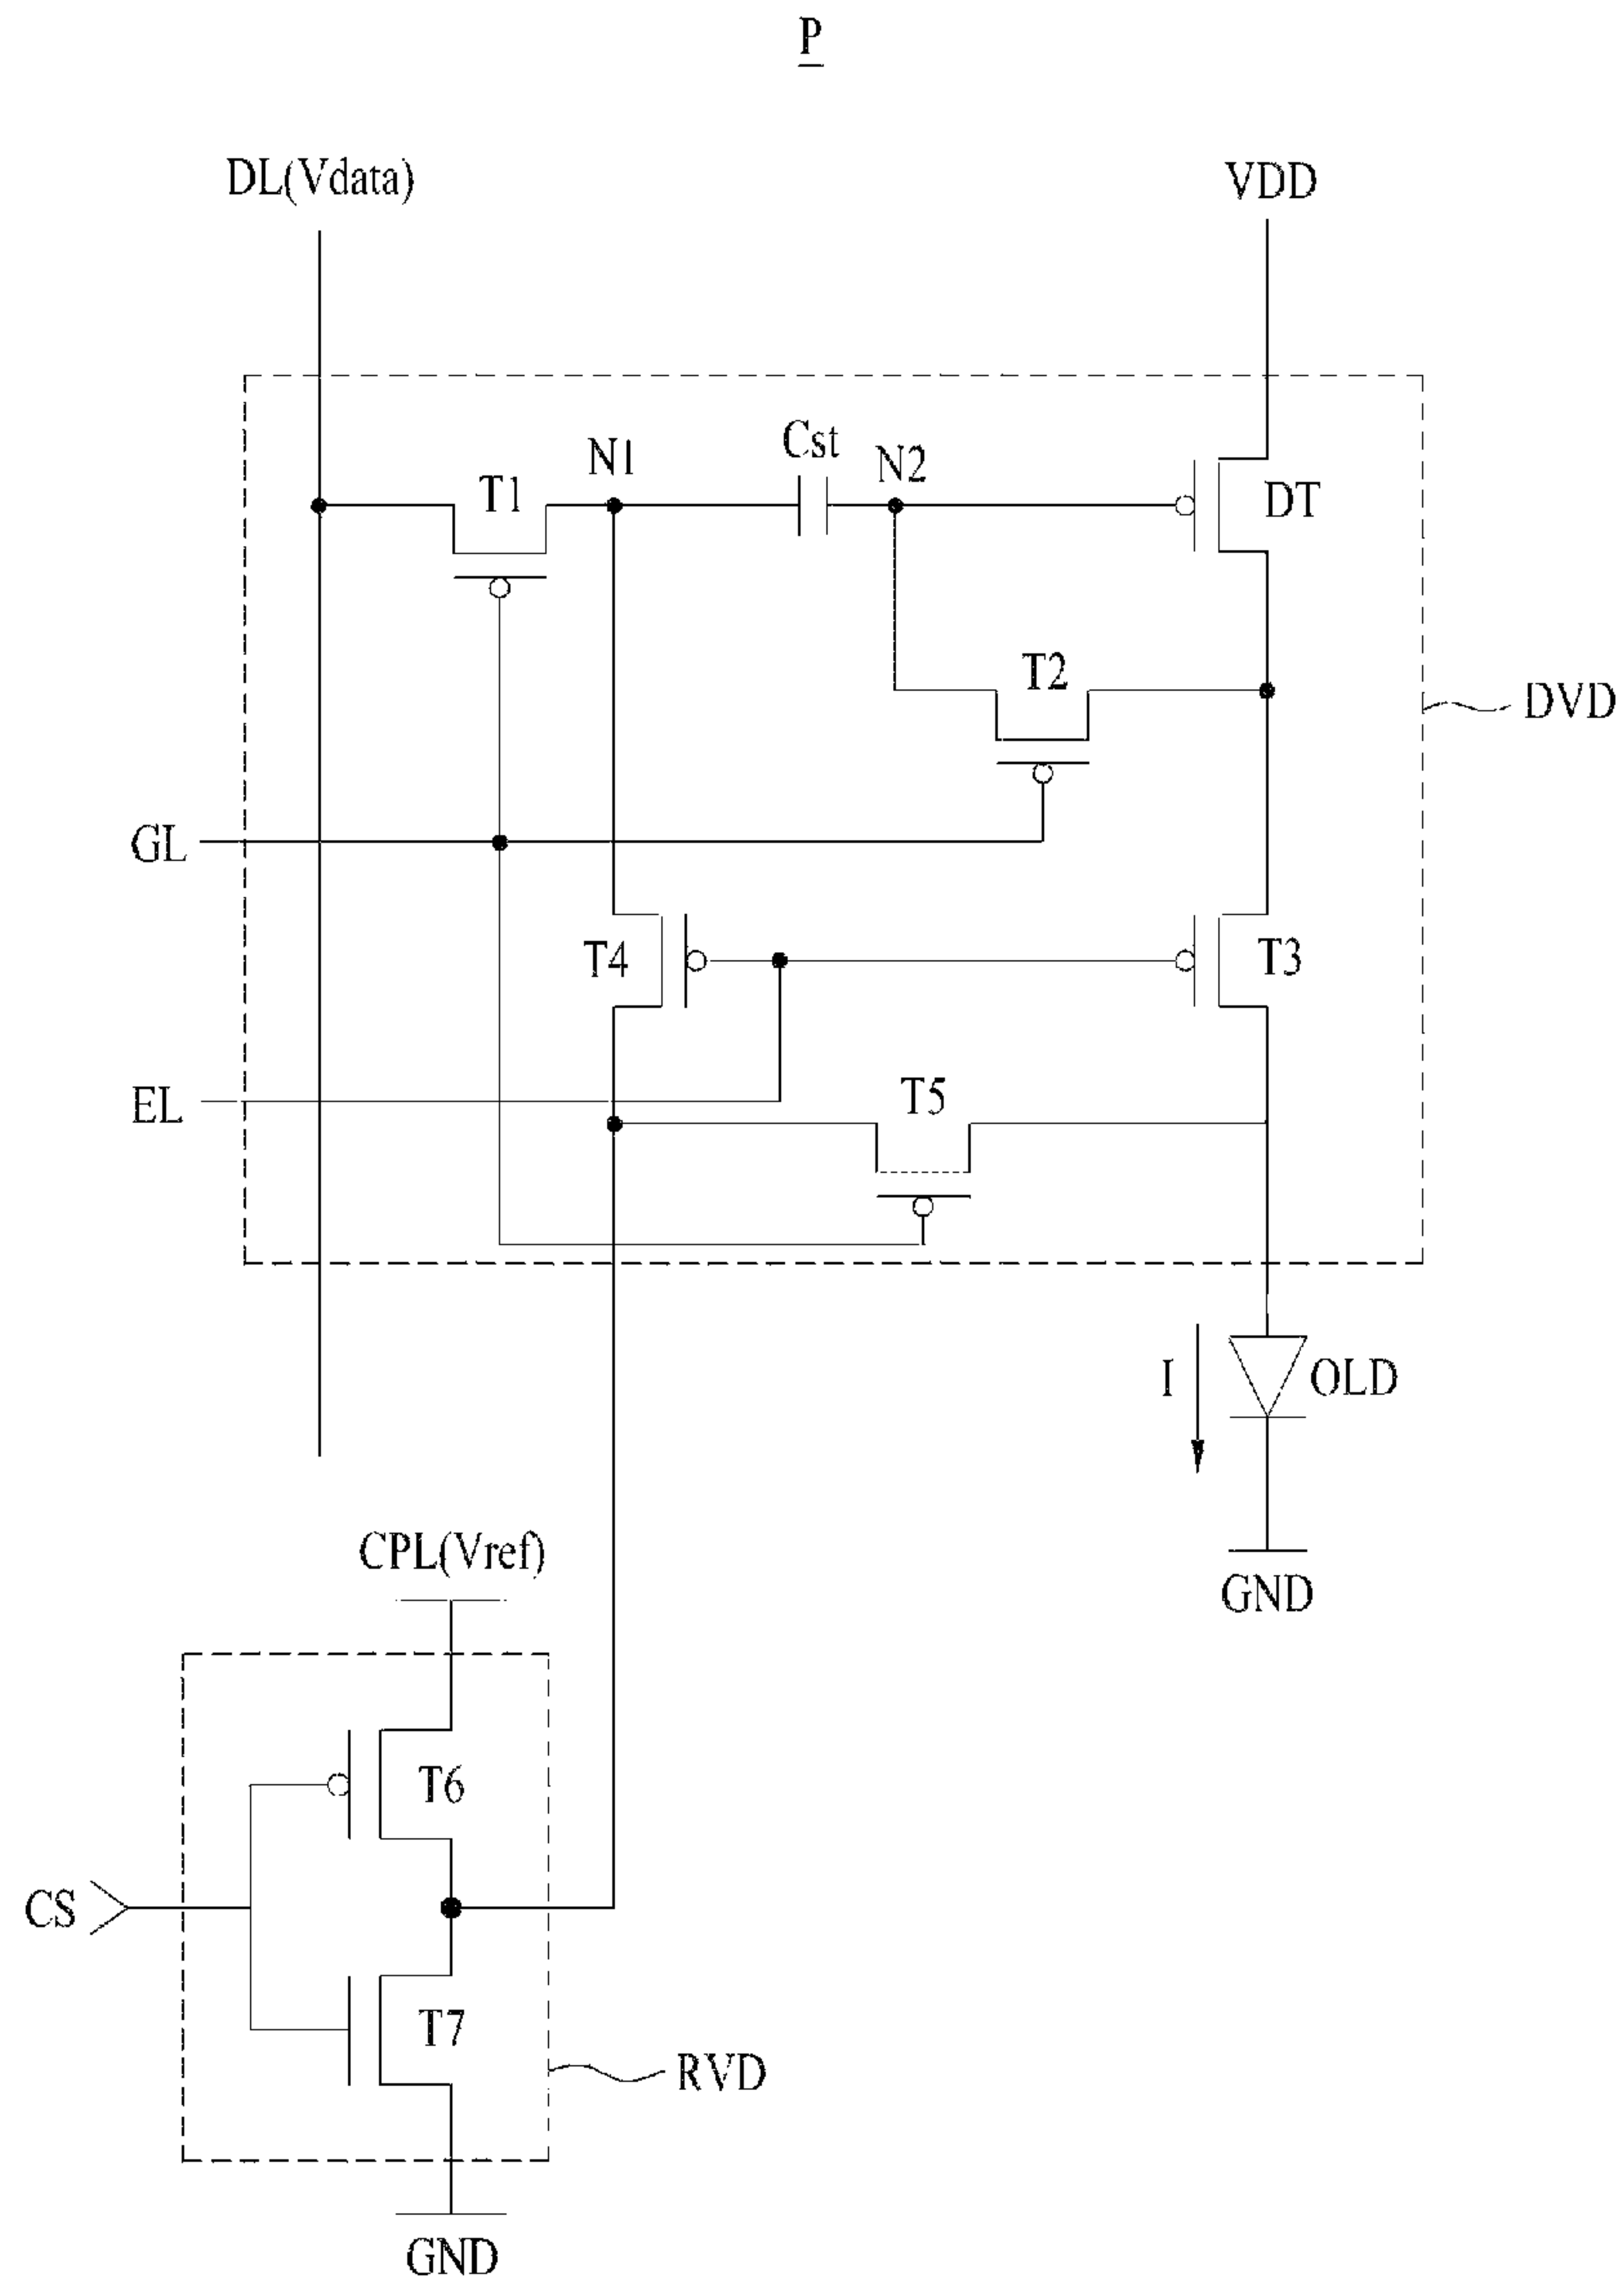 P
DL(Vdata)
VDD
N1
Cst
N2
T1
DT
T2
DVD
GL
T4
T3
EL
T5
I
OLD
CPL(Vref)
GND
T6
CS
T7
RVD
GND